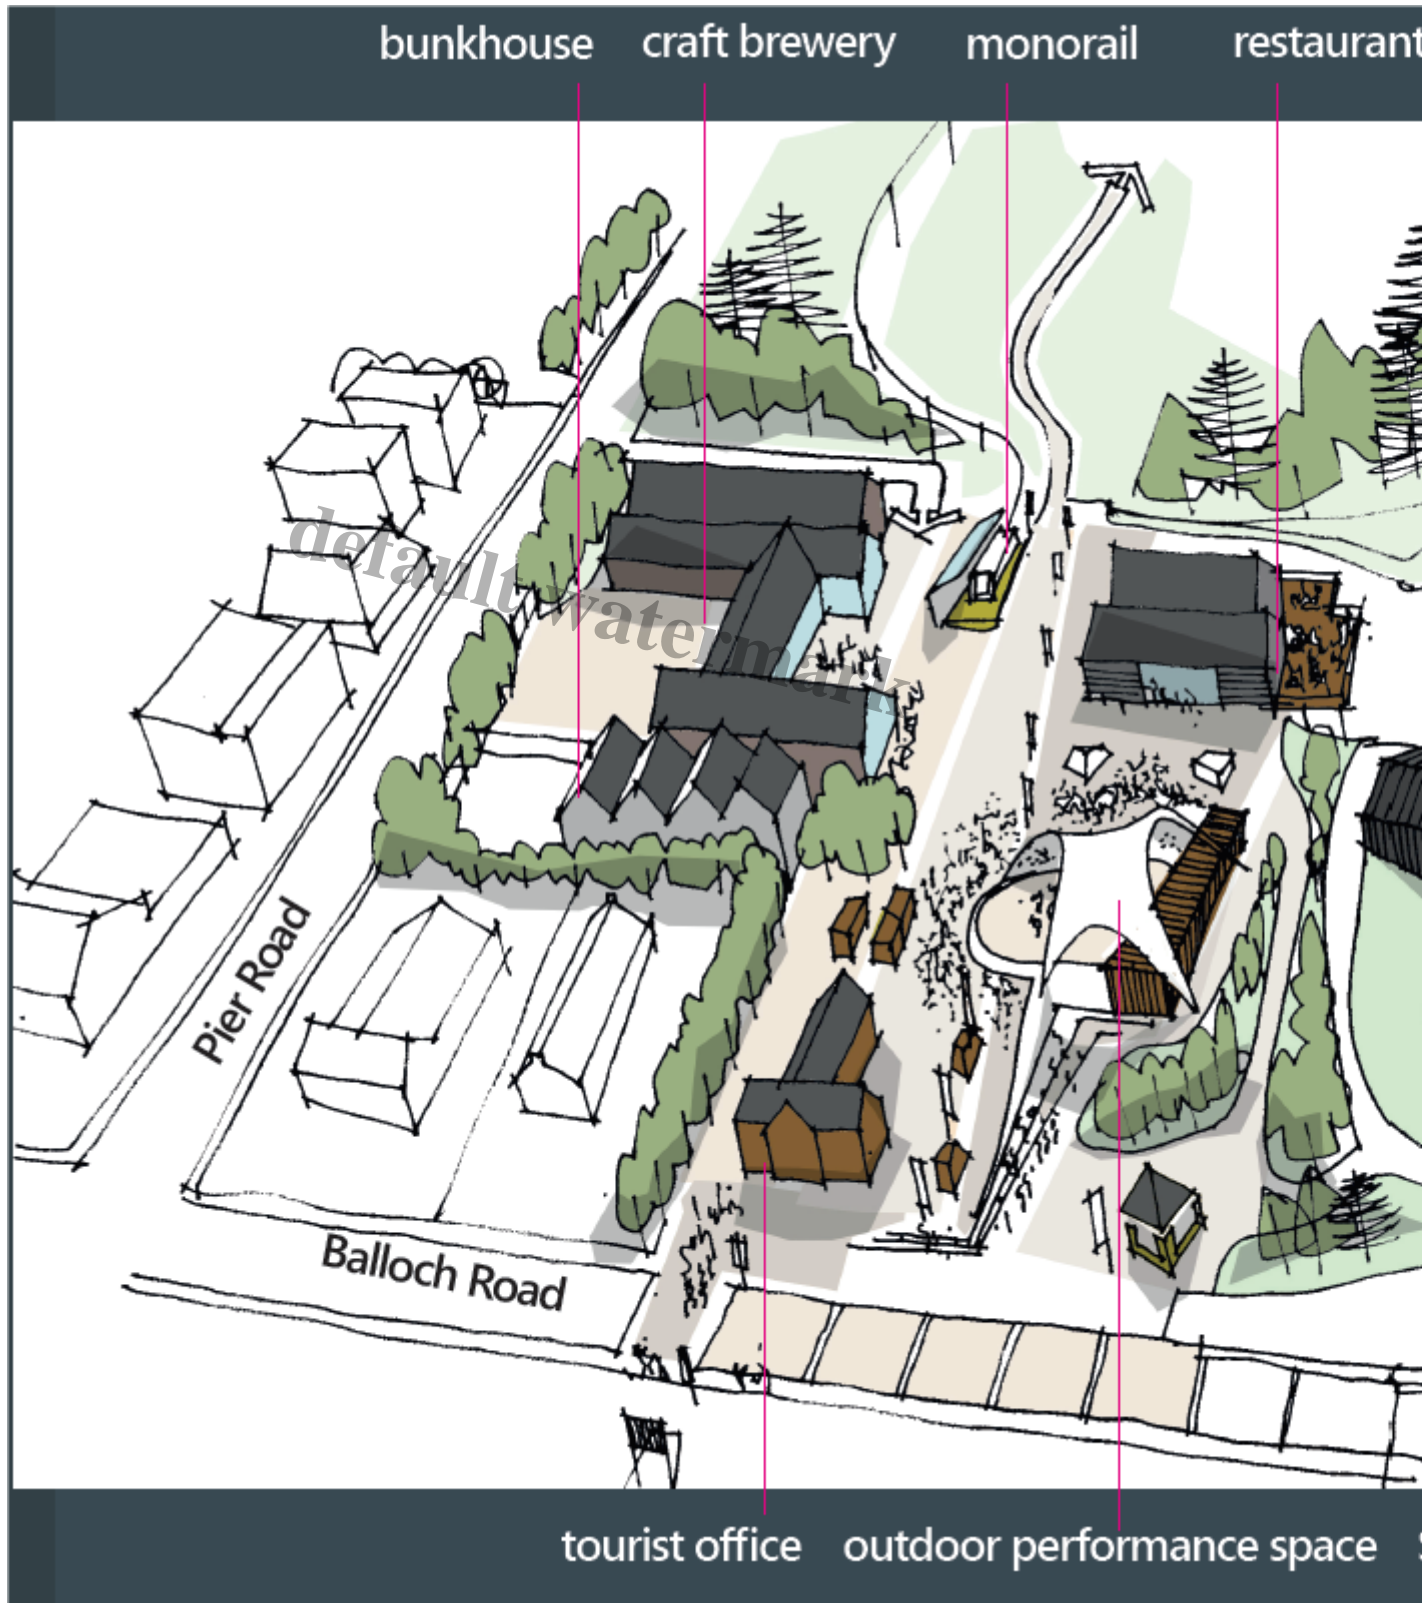 bunkhouse craft brewery monorail restaurant
default watermark
Pier Road
Balloch Road
tourist office outdoor performance space